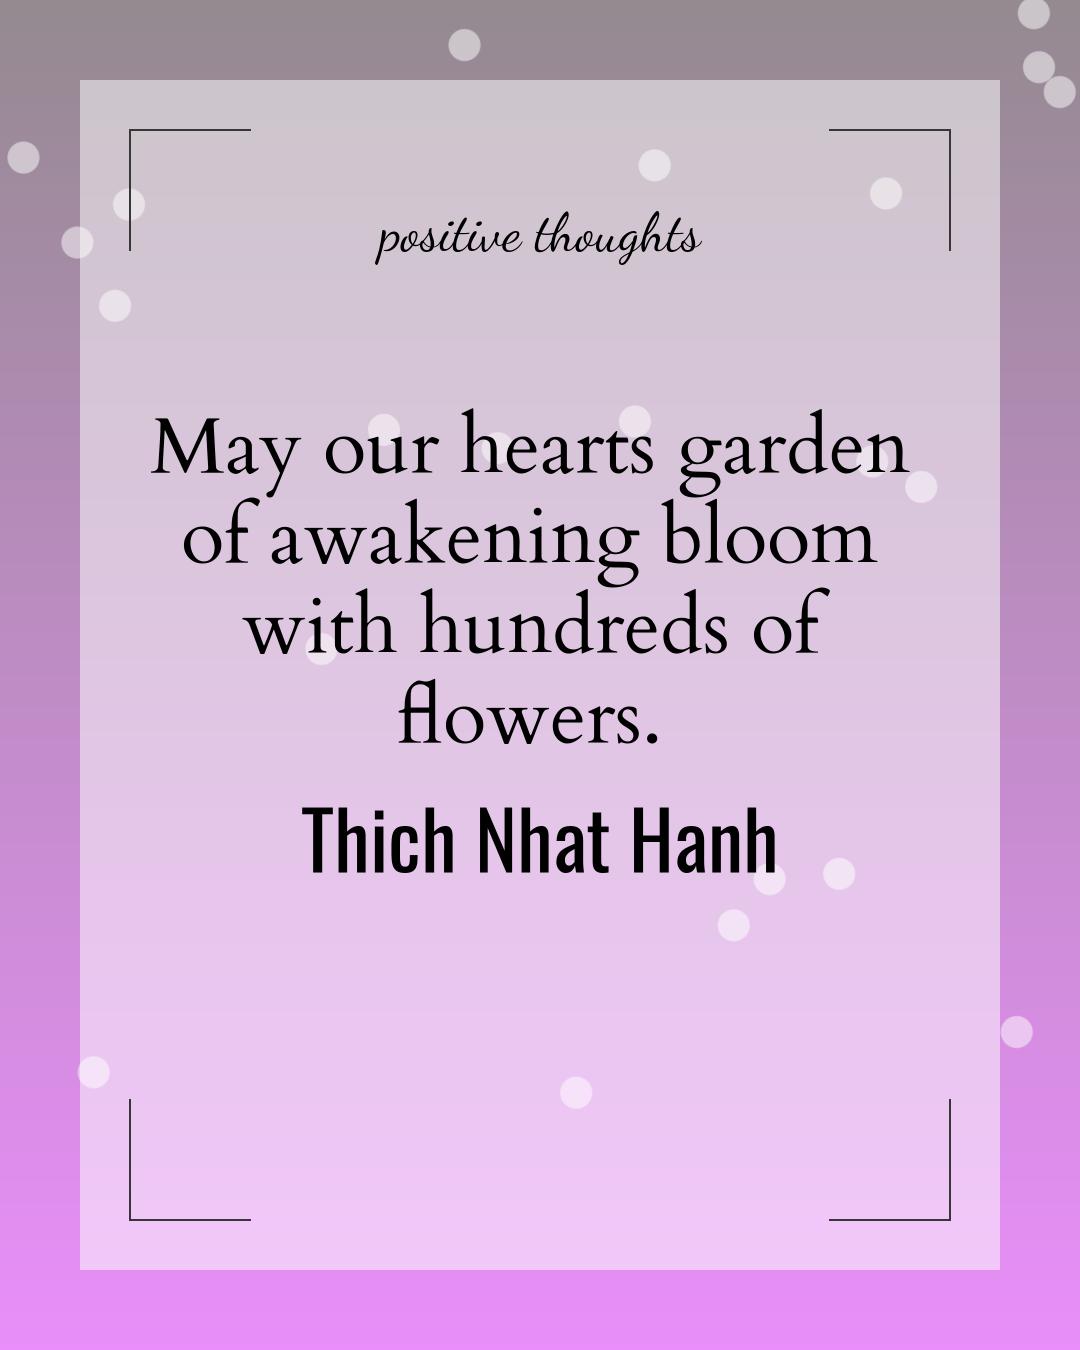 positive thoughts
May our hearts garden
of awakening bloom
with hundreds of
flowers.
Thich Nhat Hanh